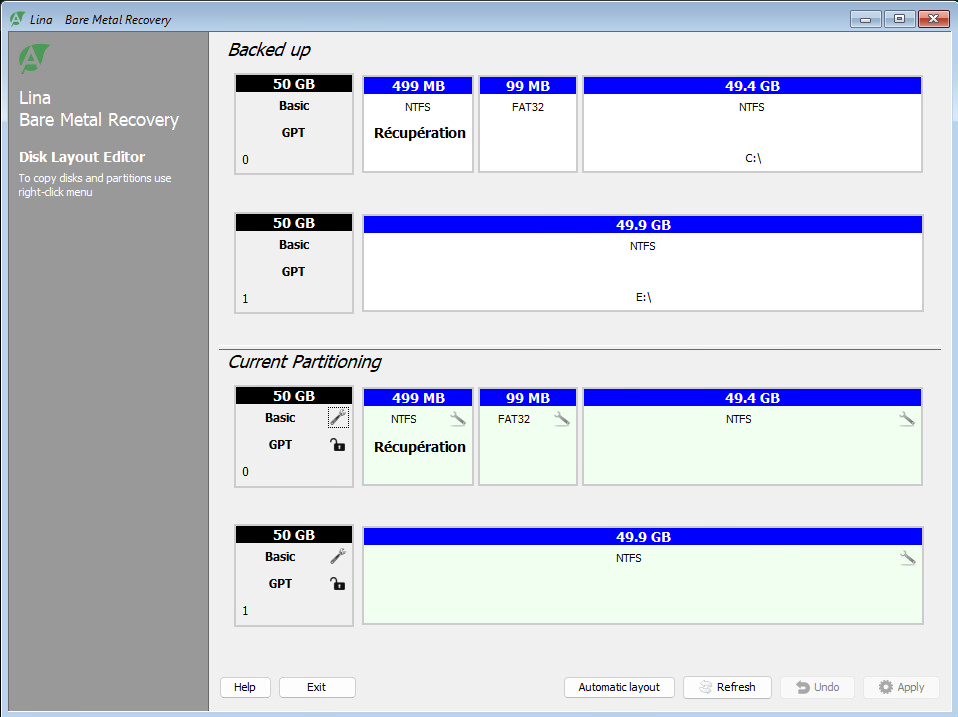 Lina Bare Metal Recovery
Lina
Bare Metal Recovery
Disk Layout Editor
To copy disks and partitions use
right-click menu
Backed up
50 GB
Basic
GPT
0
499 MB
NTFS
Récupération
99 MB
FAT32
49.4 GB
NTFS
C:\
50 GB
Basic
GPT
1
49.9 GB
NTFS
E:\
Current Partitioning
50 GB
Basic
GPT
0
499 MB
NTFS
Récupération
99 MB
FAT32
49.4 GB
NTFS
50 GB
Basic
GPT
1
49.9 GB
NTFS
Help
Exit
Automatic layout
Refresh
Undo
Apply